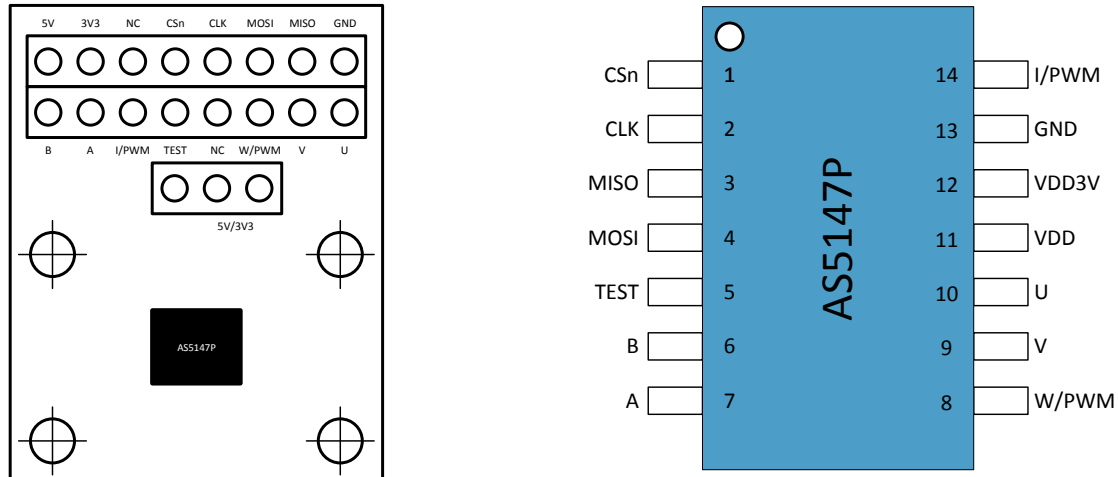 5V 3V3 NC CSn CLK MOSI MISO GND
B A I/PWM TEST NC W/PWM V U
5V/3V3
AS5147P
CSn 1 14 I/PWM
CLK 2 13 GND
MISO 3 12 VDD3V
MOSI 4 11 VDD
TEST 5 10 U
B 6 9 V
A 7 8 W/PWM
AS5147P